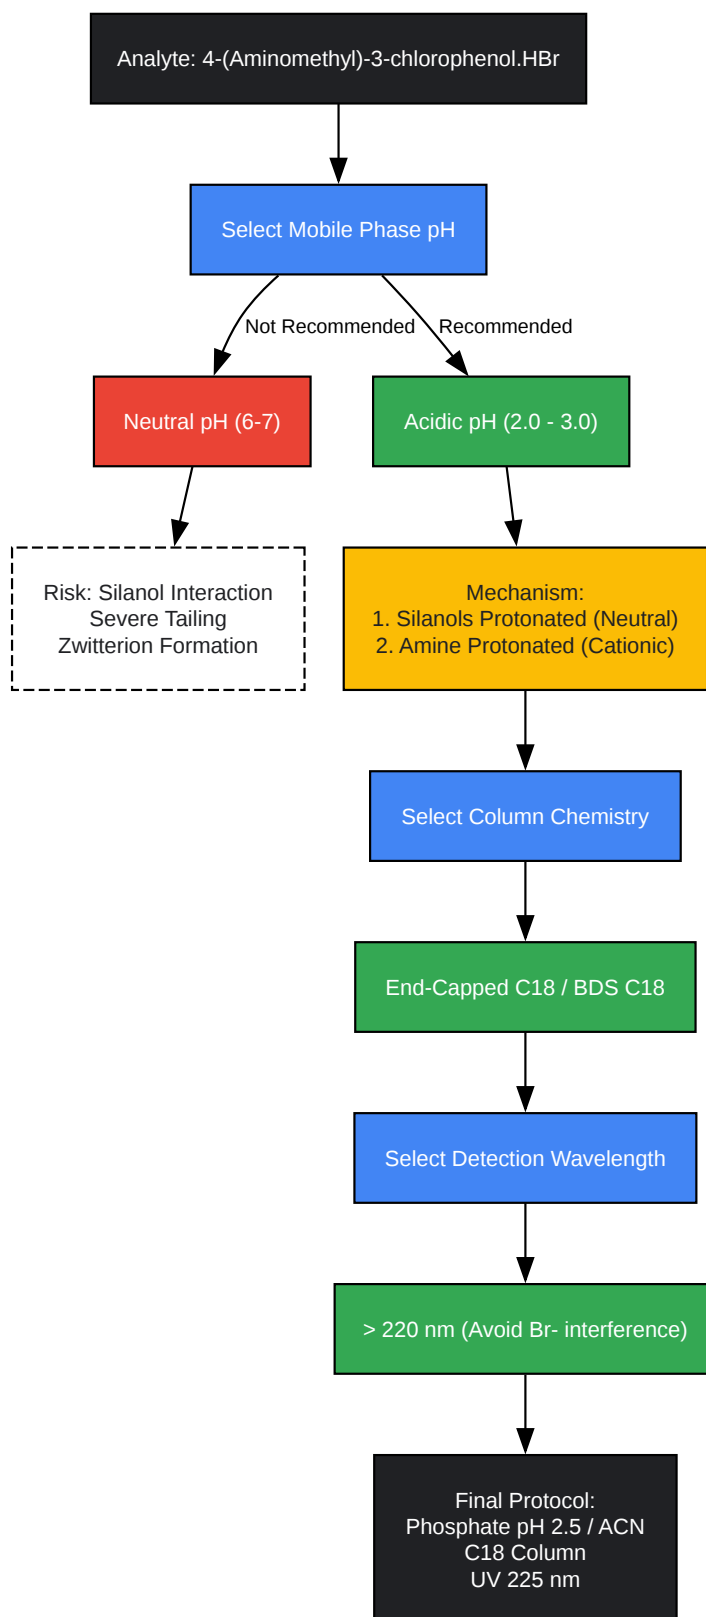 Analyte: 4-(Aminomethyl)-3-chlorophenol.HBr
Select Mobile Phase pH
Not Recommended
Recommended
Neutral pH (6-7)
Acidic pH (2.0 - 3.0)
Risk: Silanol Interaction
Severe Tailing
Zwitterion Formation
Mechanism:
1. Silanols Protonated (Neutral)
2. Amine Protonated (Cationic)
Select Column Chemistry
End-Capped C18 / BDS C18
Select Detection Wavelength
> 220 nm (Avoid Br- interference)
Final Protocol:
Phosphate pH 2.5 / ACN
C18 Column
UV 225 nm